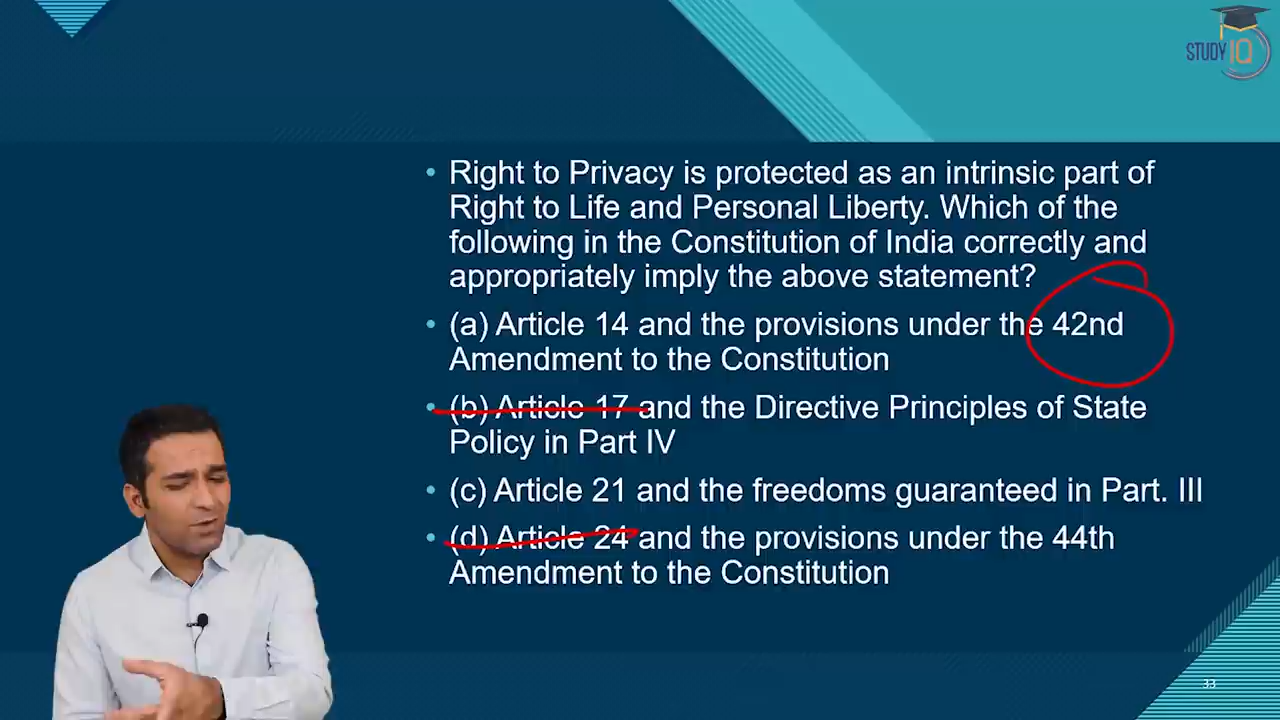 STUDY IQ
• Right to Privacy is protected as an intrinsic part of
Right to Life and Personal Liberty. Which of the
following in the Constitution of India correctly and
appropriately imply the above statement?
• (a) Article 14 and the provisions under the 42nd
Amendment to the Constitution
• (b) Article 17 and the Directive Principles of State
Policy in Part IV
• (c) Article 21 and the freedoms guaranteed in Part. III
• (d) Article 24 and the provisions under the 44th
Amendment to the Constitution
33